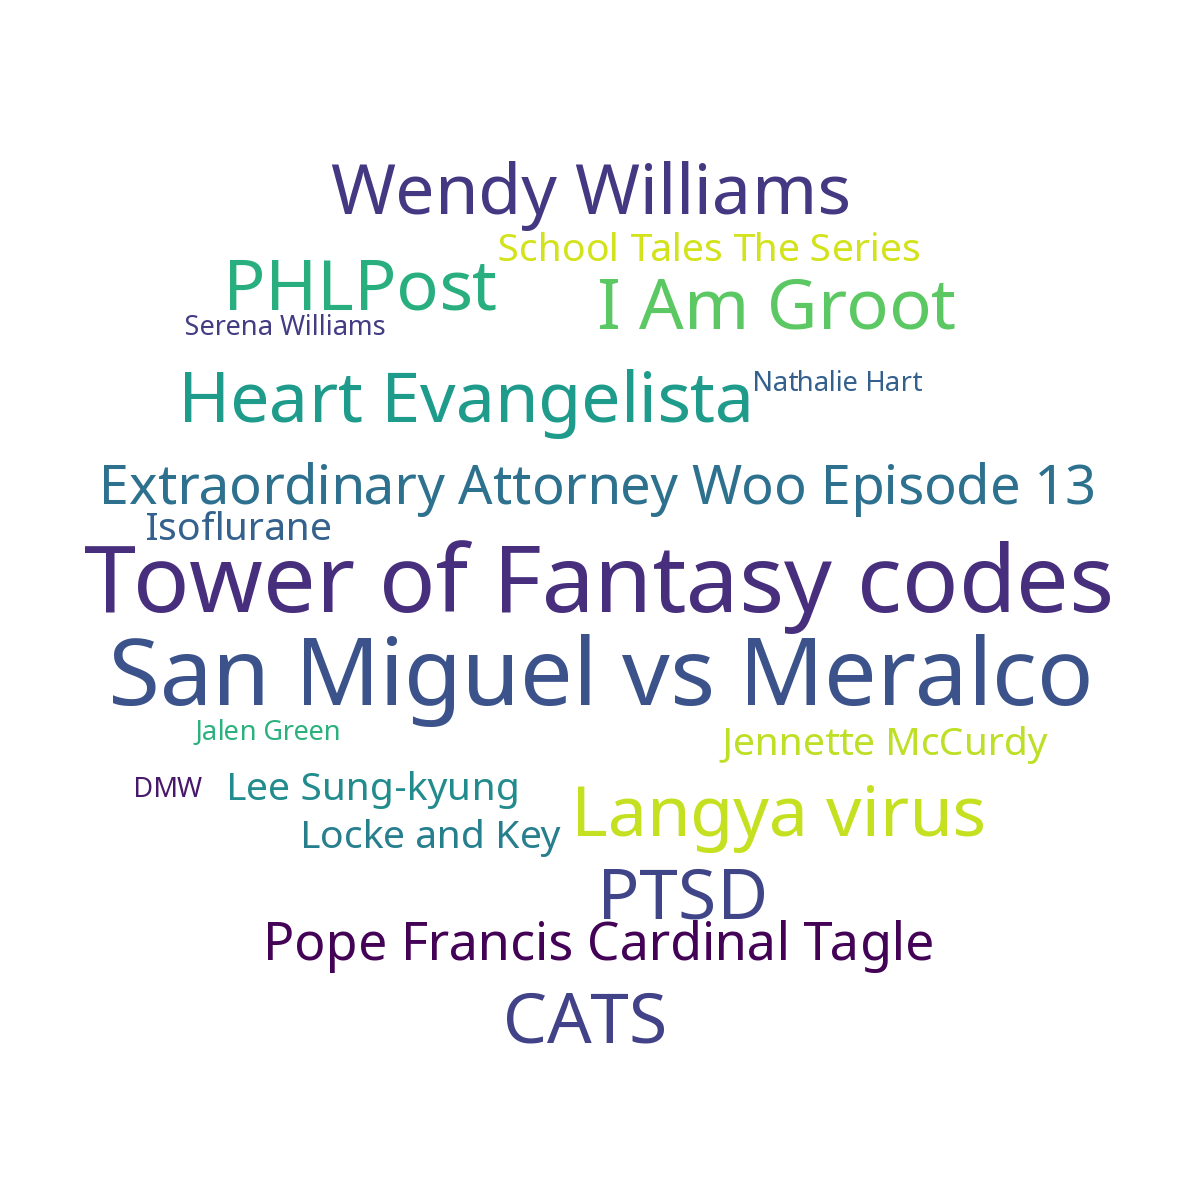 Wendy Williams
School Tales The Series
PHLPost
I Am Groot
Serena Williams
Heart Evangelista
Nathalie Hart
Extraordinary Attorney Woo Episode 13
Isoflurane
Tower of Fantasy codes
San Miguel vs Meralco
Jalen Green
Jennette McCurdy
DMW
Lee Sung-kyung
Langya virus
Locke and Key
PTSD
Pope Francis Cardinal Tagle
CATS